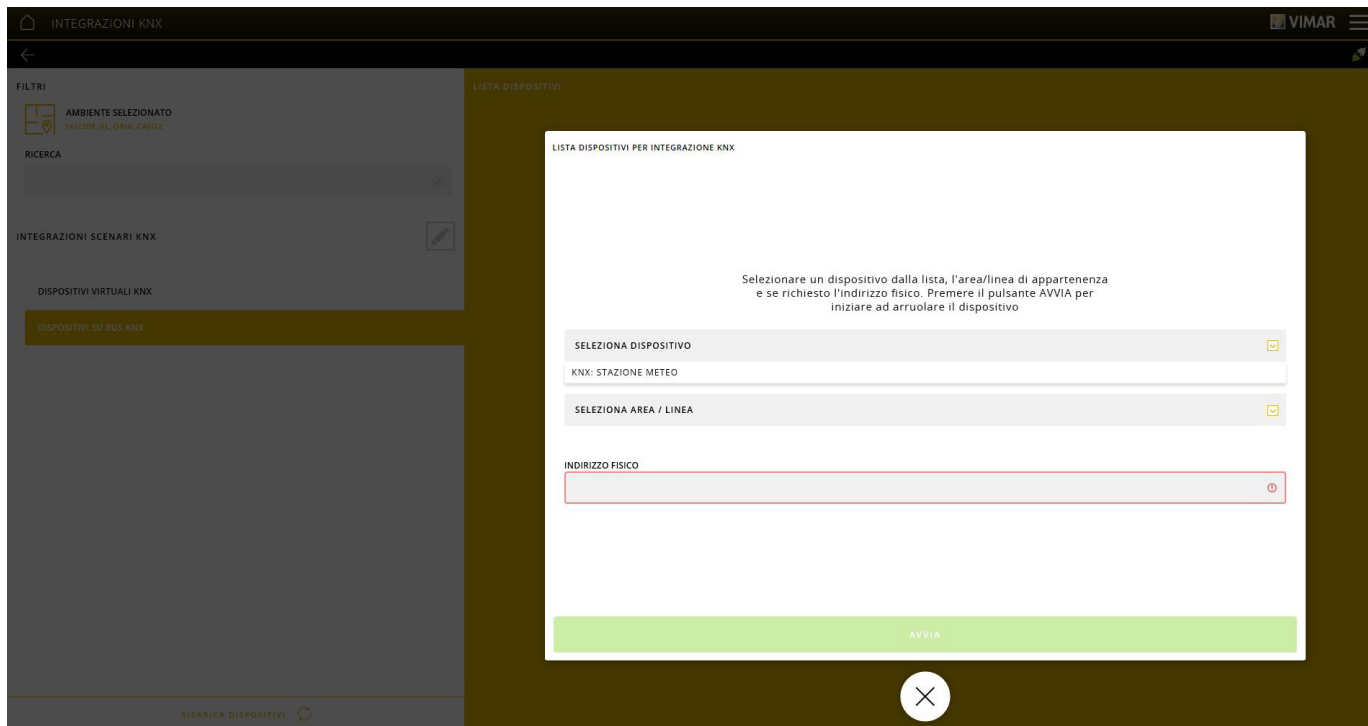 INTEGRAZIONI KNX
VIMAR
FILTRI
AMBIENTE SELEZIONATO
RICERCA
INTEGRAZIONI SCENARI KNX
DISPOSITIVI VIRTUALI KNX
DISPOSITIVI SU BUS KNX
RICARICA DISPOSITIVI
LISTA DISPOSITIVI
LISTA DISPOSITIVI PER INTEGRAZIONE KNX
Selezionare un dispositivo dalla lista, l'area/linea di appartenenza
e se richiesto l'indirizzo fisico. Premere il pulsante AVVIA per
iniziare ad arruolare il dispositivo
SELEZIONA DISPOSITIVO
KNX: STAZIONE METEO
SELEZIONA AREA / LINEA
INDIRIZZO FISICO
AVVIA